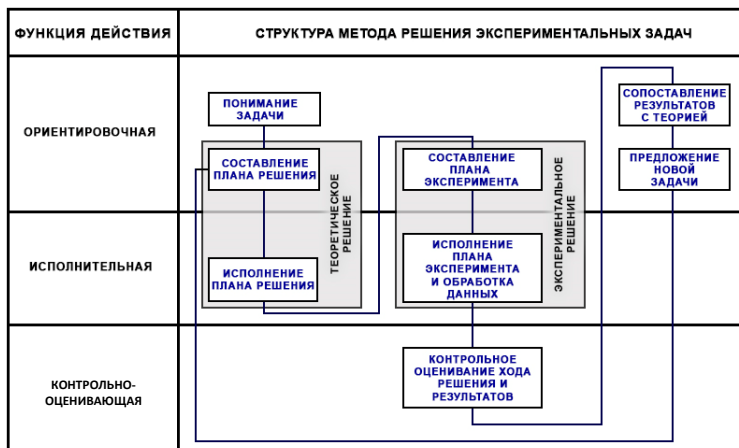 ФУНКЦИЯ ДЕЙСТВИЯ
СТРУКТУРА МЕТОДА РЕШЕНИЯ ЭКСПЕРИМЕНТАЛЬНЫХ ЗАДАЧ
ОРИЕНТИРОВОЧНАЯ
ПОНИМАНИЕ
ЗАДАЧИ
СОСТАВЛЕНИЕ
ПЛАНА РЕШЕНИЯ
ТЕОРЕТИЧЕСКОЕ
РЕШЕНИЕ
СОСТАВЛЕНИЕ
ПЛАНА
ЭКСПЕРИМЕНТА
ЭКСПЕРИМЕНТАЛЬНОЕ
РЕШЕНИЕ
СОПОСТАВЛЕНИЕ
РЕЗУЛЬТАТОВ
С ТЕОРИЕЙ
ПРЕДЛОЖЕНИЕ
НОВОЙ
ЗАДАЧИ
ИСПОЛНИТЕЛЬНАЯ
ИСПОЛНЕНИЕ
ПЛАНА РЕШЕНИЯ
ИСПОЛНЕНИЕ
ПЛАНА
ЭКСПЕРИМЕНТА
И ОБРАБОТКА
ДАННЫХ
КОНТРОЛЬНО-
ОЦЕНИВАЮЩАЯ
КОНТРОЛЬНОЕ
ОЦЕНИВАНИЕ ХОДА
РЕШЕНИЯ И
РЕЗУЛЬТАТОВ